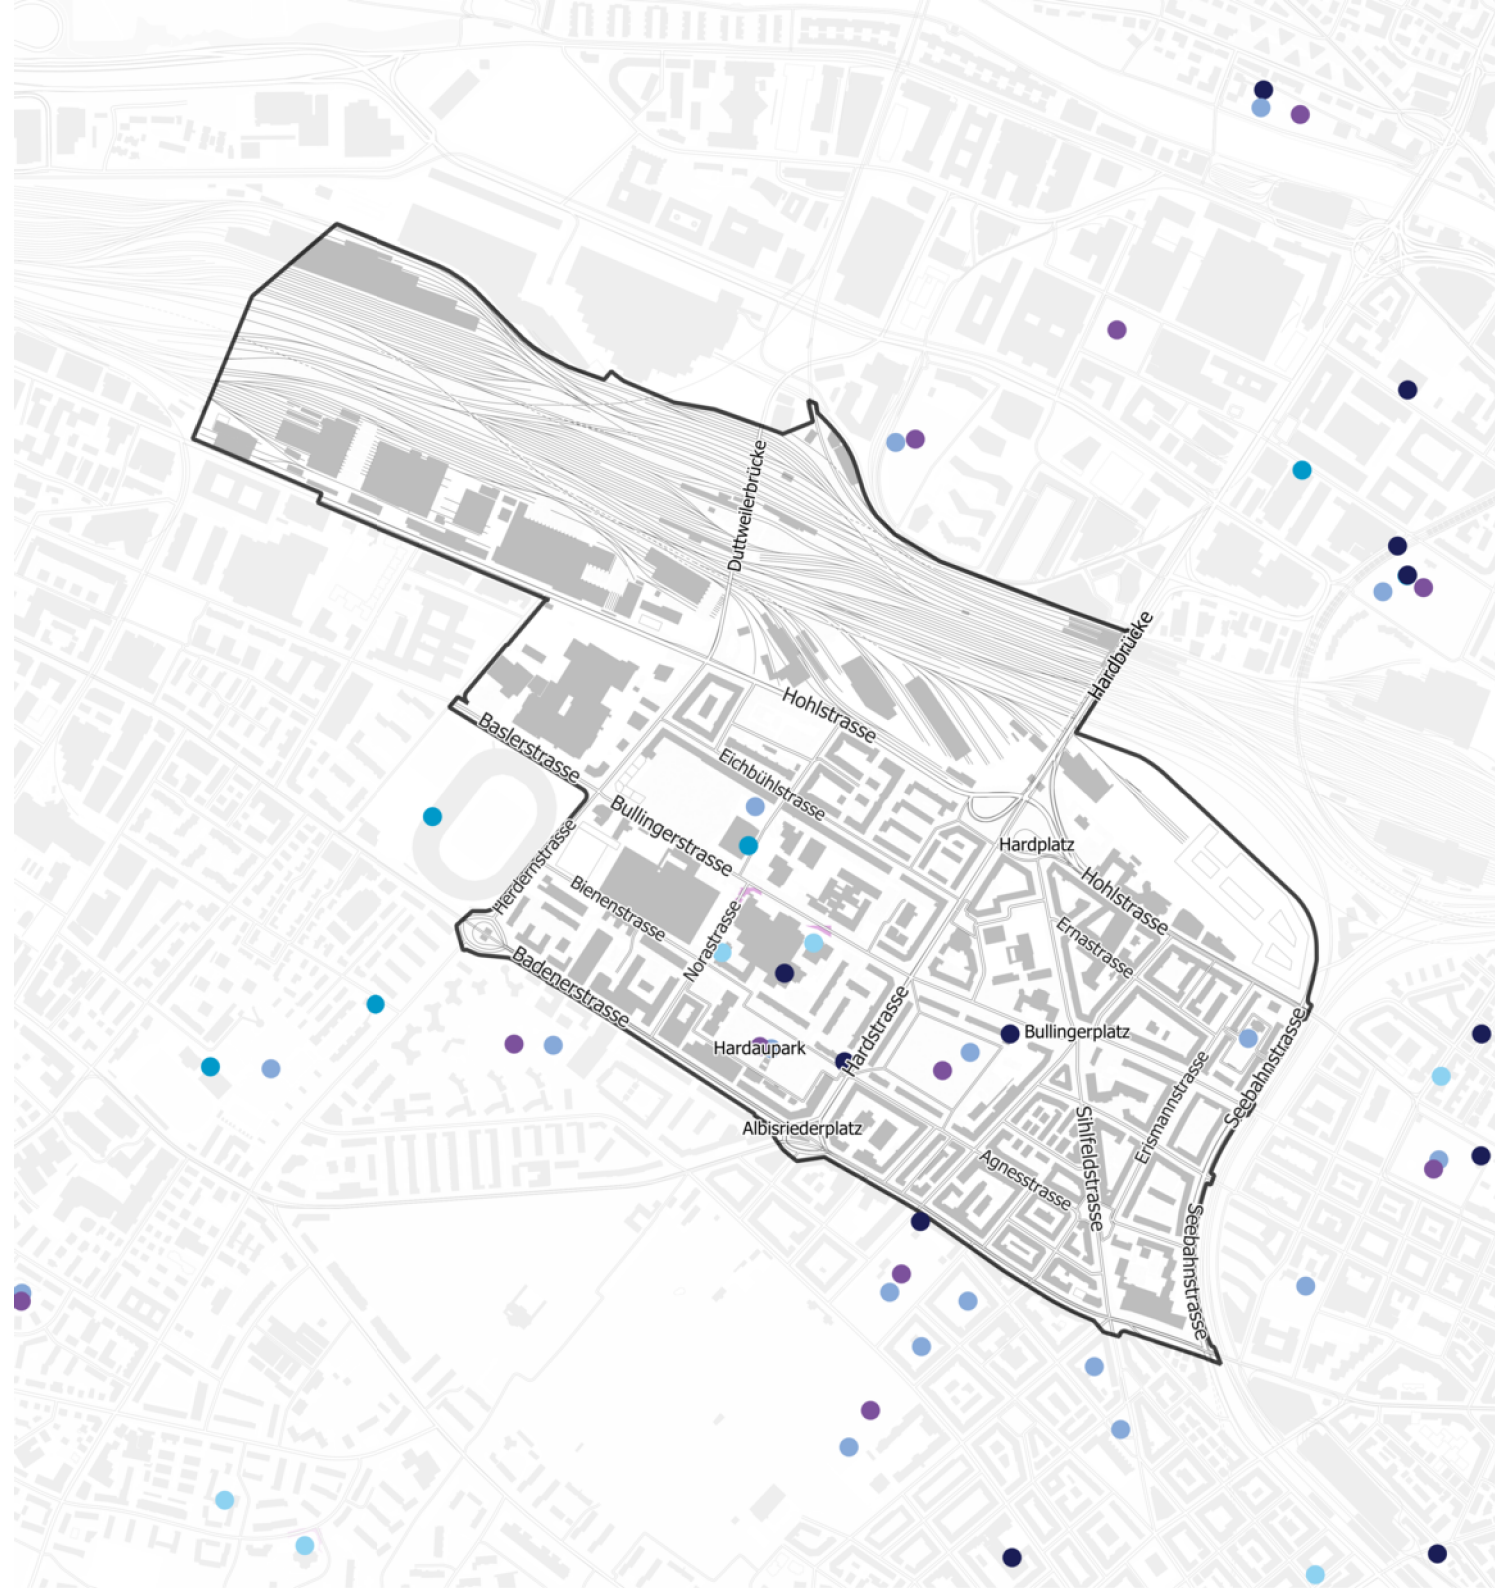 Duttweilerbrücke
Hardbrücke
Hohlstrasse
Baslerstrasse
Eichbühlstrasse
Bullingerstrasse
Hardplatz
Herdernstrasse
Bienenstrasse
Hohlstrasse
Norastrasse
Ernastrasse
Badenerstrasse
Hardstrasse
Bullingerplatz
Hardaupark
Seebahnstrasse
Erismannstrasse
Albisriederplatz
Sihlfeldstrasse
Agnesstrasse
Seebahnstrasse